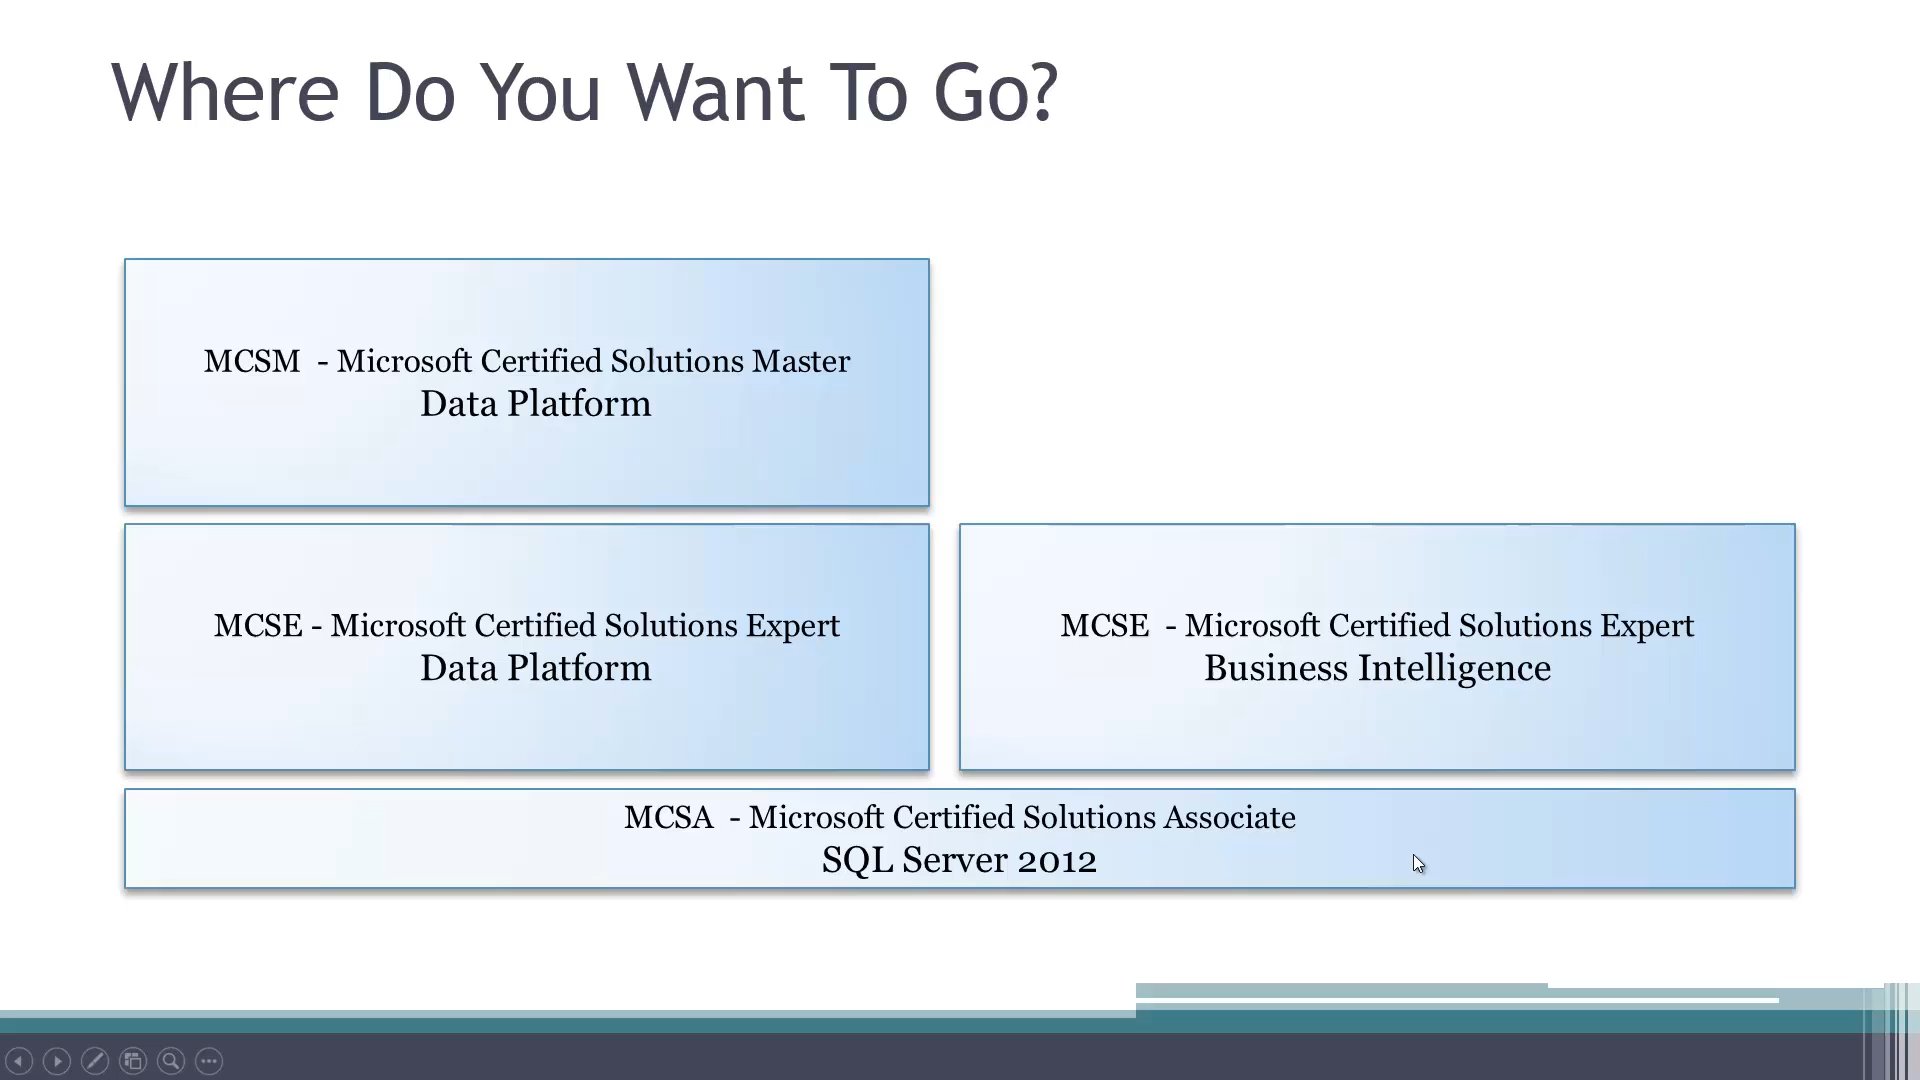 Where Do You Want To Go?
MCSM - Microsoft Certified Solutions Master
Data Platform
MCSE - Microsoft Certified Solutions Expert
Data Platform
MCSE - Microsoft Certified Solutions Expert
Business Intelligence
MCSA - Microsoft Certified Solutions Associate
SQL Server 2012